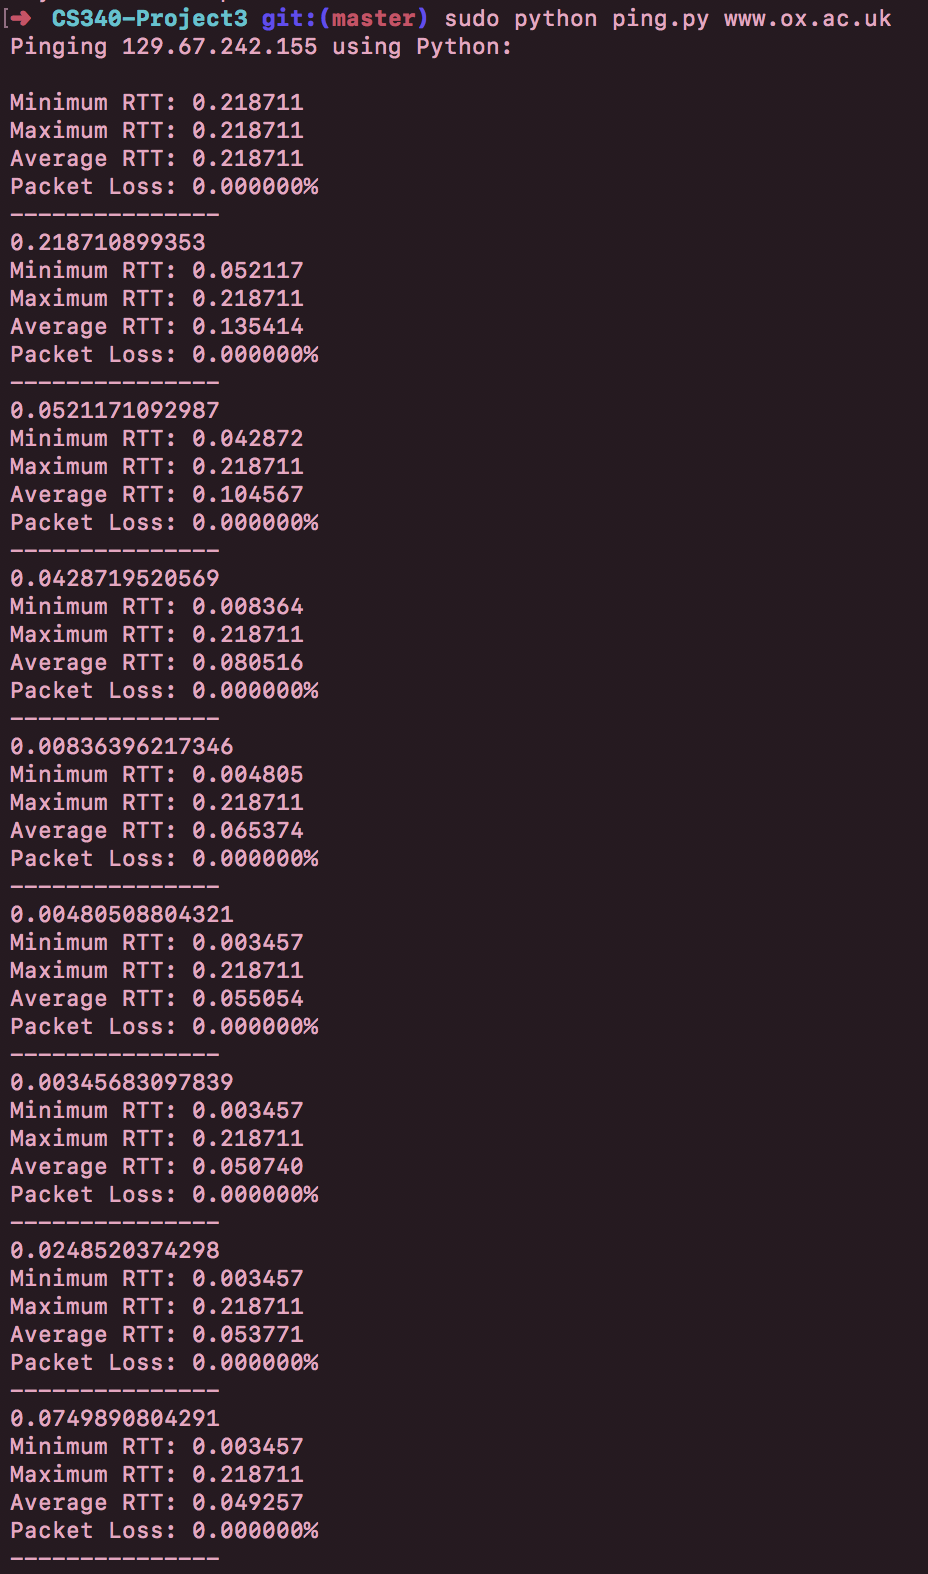 [➜  CS340-Project3 git:(master) sudo python ping.py www.ox.ac.uk
Pinging 129.67.242.155 using Python:

Minimum RTT: 0.218711
Maximum RTT: 0.218711
Average RTT: 0.218711
Packet Loss: 0.000000%
---------------
0.218710899353
Minimum RTT: 0.052117
Maximum RTT: 0.218711
Average RTT: 0.135414
Packet Loss: 0.000000%
---------------
0.0521171092987
Minimum RTT: 0.042872
Maximum RTT: 0.218711
Average RTT: 0.104567
Packet Loss: 0.000000%
---------------
0.0428719520569
Minimum RTT: 0.008364
Maximum RTT: 0.218711
Average RTT: 0.080516
Packet Loss: 0.000000%
---------------
0.00836396217346
Minimum RTT: 0.004805
Maximum RTT: 0.218711
Average RTT: 0.065374
Packet Loss: 0.000000%
---------------
0.00480508804321
Minimum RTT: 0.003457
Maximum RTT: 0.218711
Average RTT: 0.055054
Packet Loss: 0.000000%
---------------
0.00345683097839
Minimum RTT: 0.003457
Maximum RTT: 0.218711
Average RTT: 0.050740
Packet Loss: 0.000000%
---------------
0.0248520374298
Minimum RTT: 0.003457
Maximum RTT: 0.218711
Average RTT: 0.053771
Packet Loss: 0.000000%
---------------
0.0749890804291
Minimum RTT: 0.003457
Maximum RTT: 0.218711
Average RTT: 0.049257
Packet Loss: 0.000000%
---------------